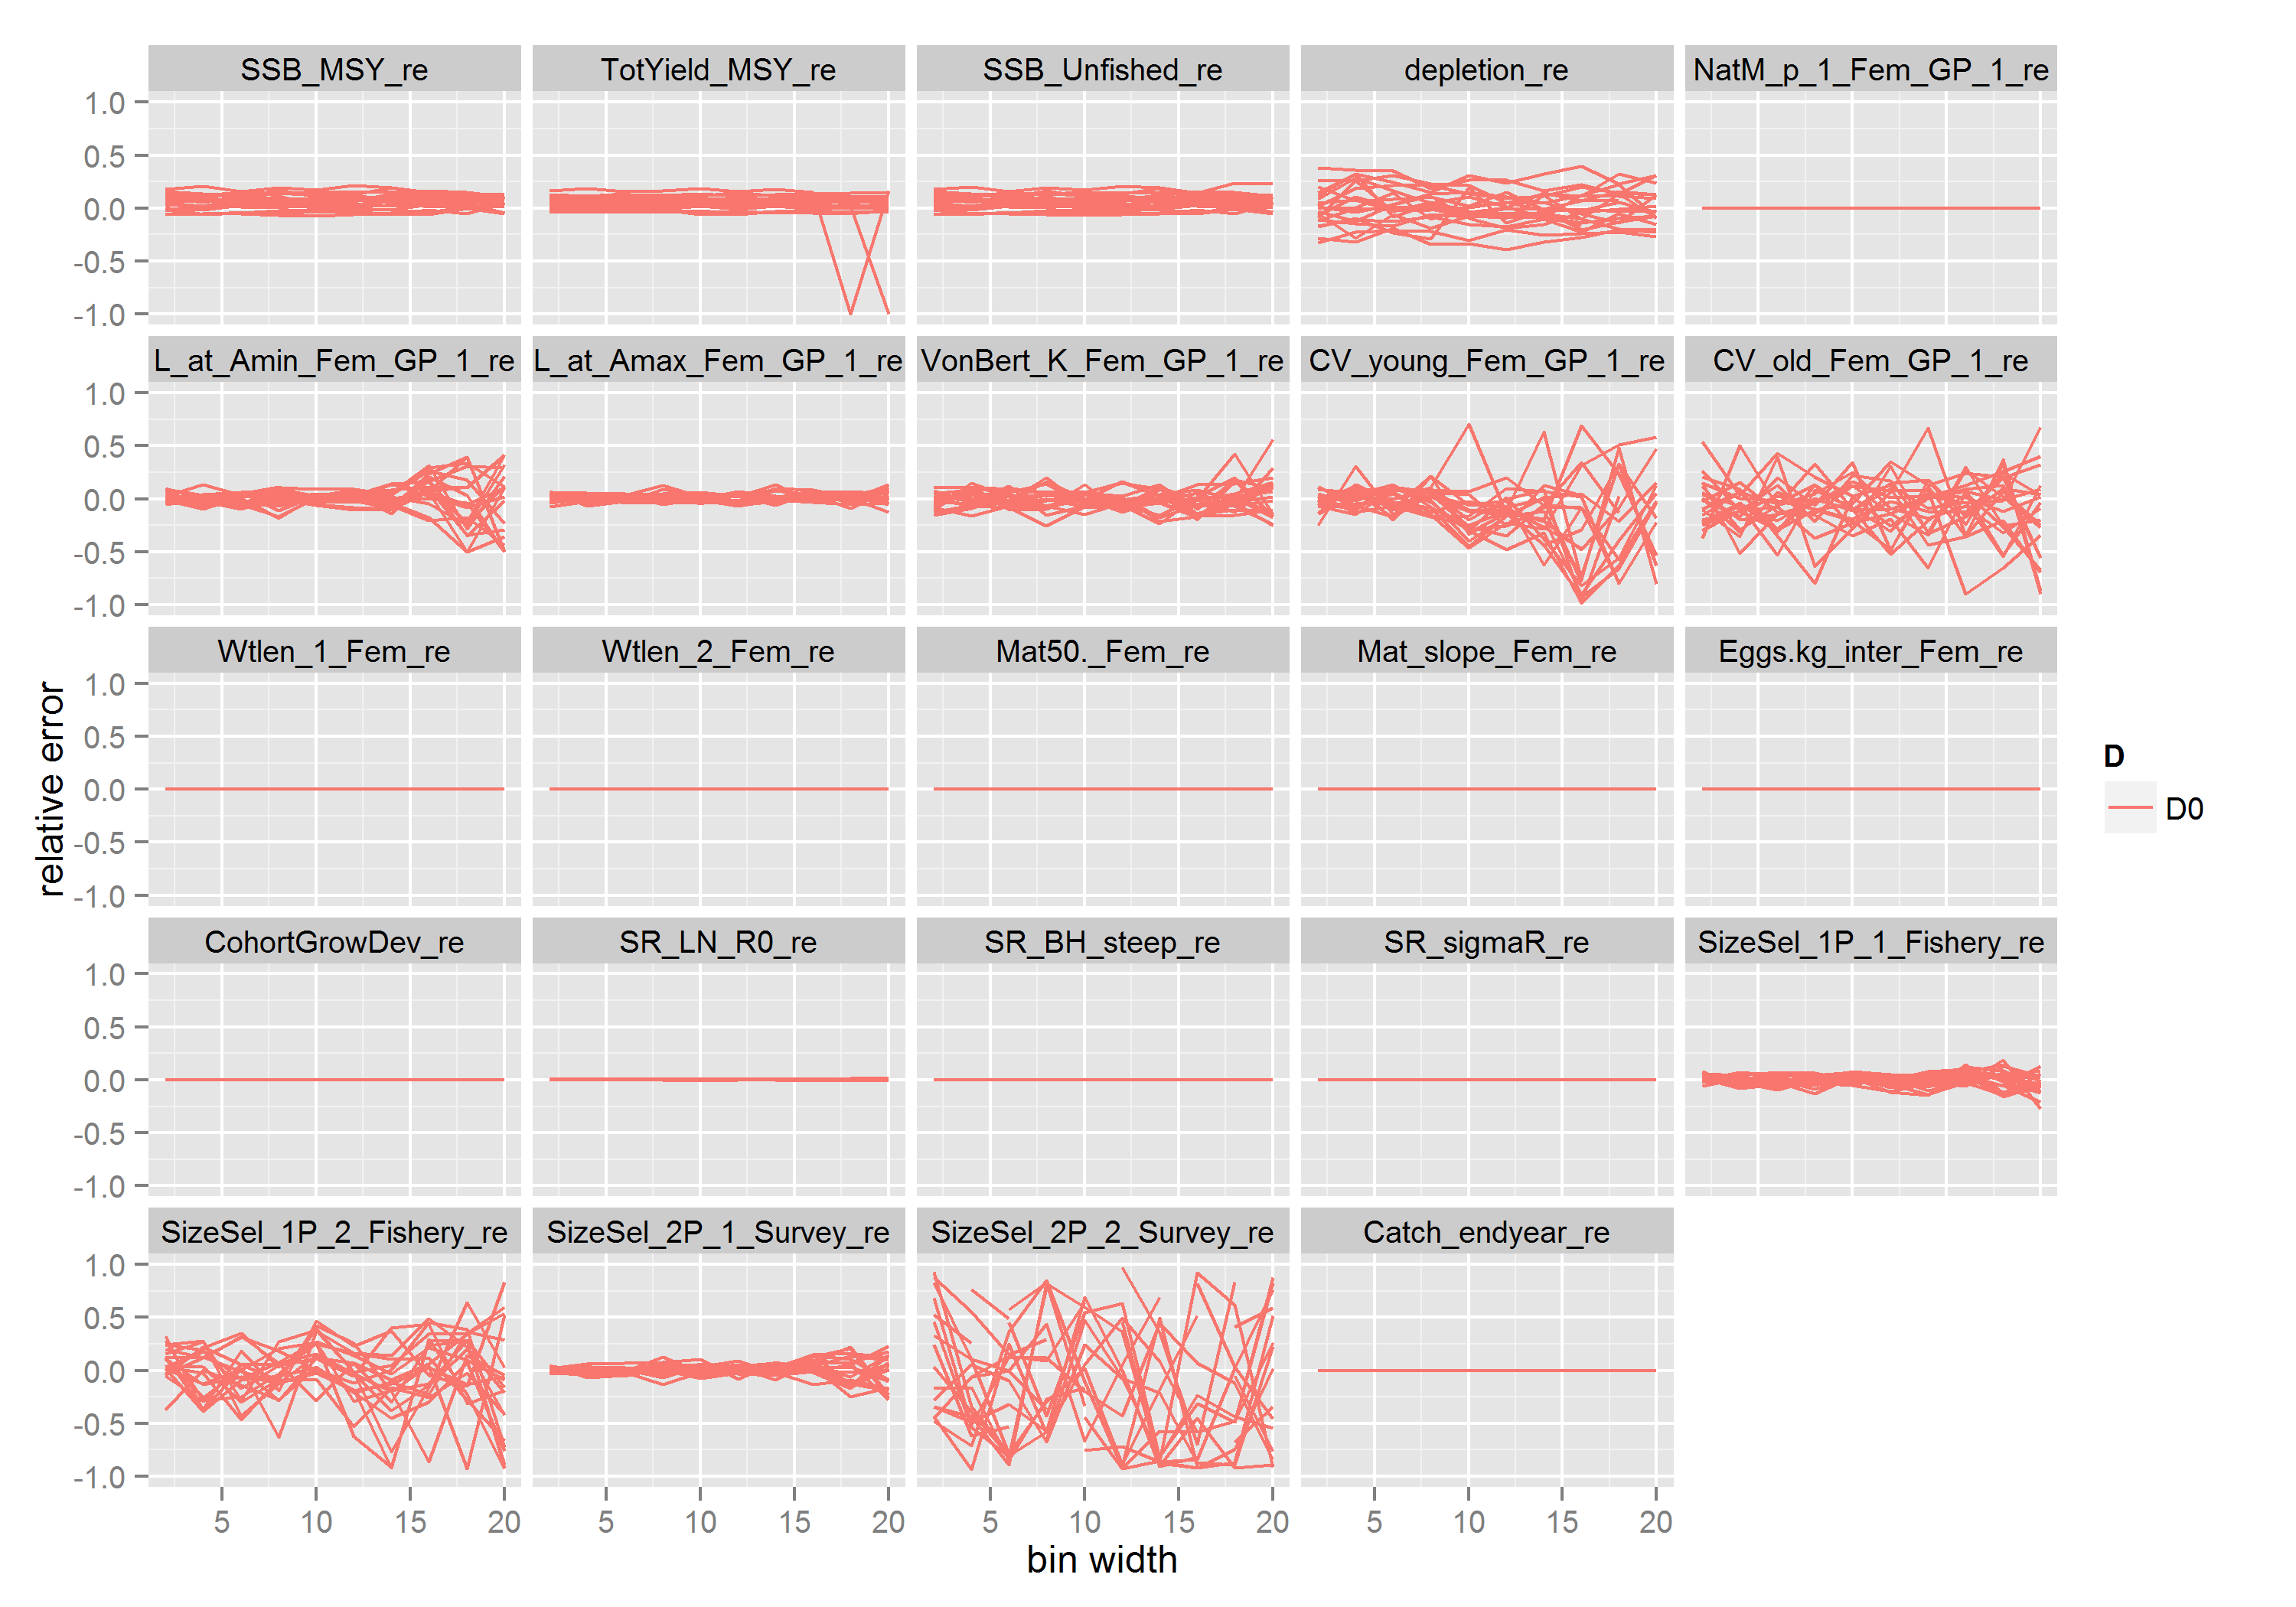 SSB_MSY_re TotYield_MSY_re SSB_Unfished_re depletion_re NatM_p_1_Fem_GP_1_re
1.0
0.5
0.0
-0.5
-1.0
L_at_Amin_Fem_GP_1_re L_at_Amax_Fem_GP_1_re VonBert_K_Fem_GP_1_re CV_young_Fem_GP_1_re CV_old_Fem_GP_1_re
1.0
0.5
0.0
-0.5
-1.0
Wtlen_1_Fem_re Wtlen_2_Fem_re Mat50._Fem_re Mat_slope_Fem_re Eggs.kg_inter_Fem_re
1.0
0.5
0.0
-0.5
-1.0
relative error
D
D0
CohortGrowDev_re SR_LN_R0_re SR_BH_steep_re SR_sigmaR_re SizeSel_1P_1_Fishery_re
1.0
0.5
0.0
-0.5
-1.0
SizeSel_1P_2_Fishery_re SizeSel_2P_1_Survey_re SizeSel_2P_2_Survey_re Catch_endyear_re
1.0
0.5
0.0
-0.5
-1.0
5 10 15 20 5 10 15 20 5 10 15 20 5 10 15 20
bin width